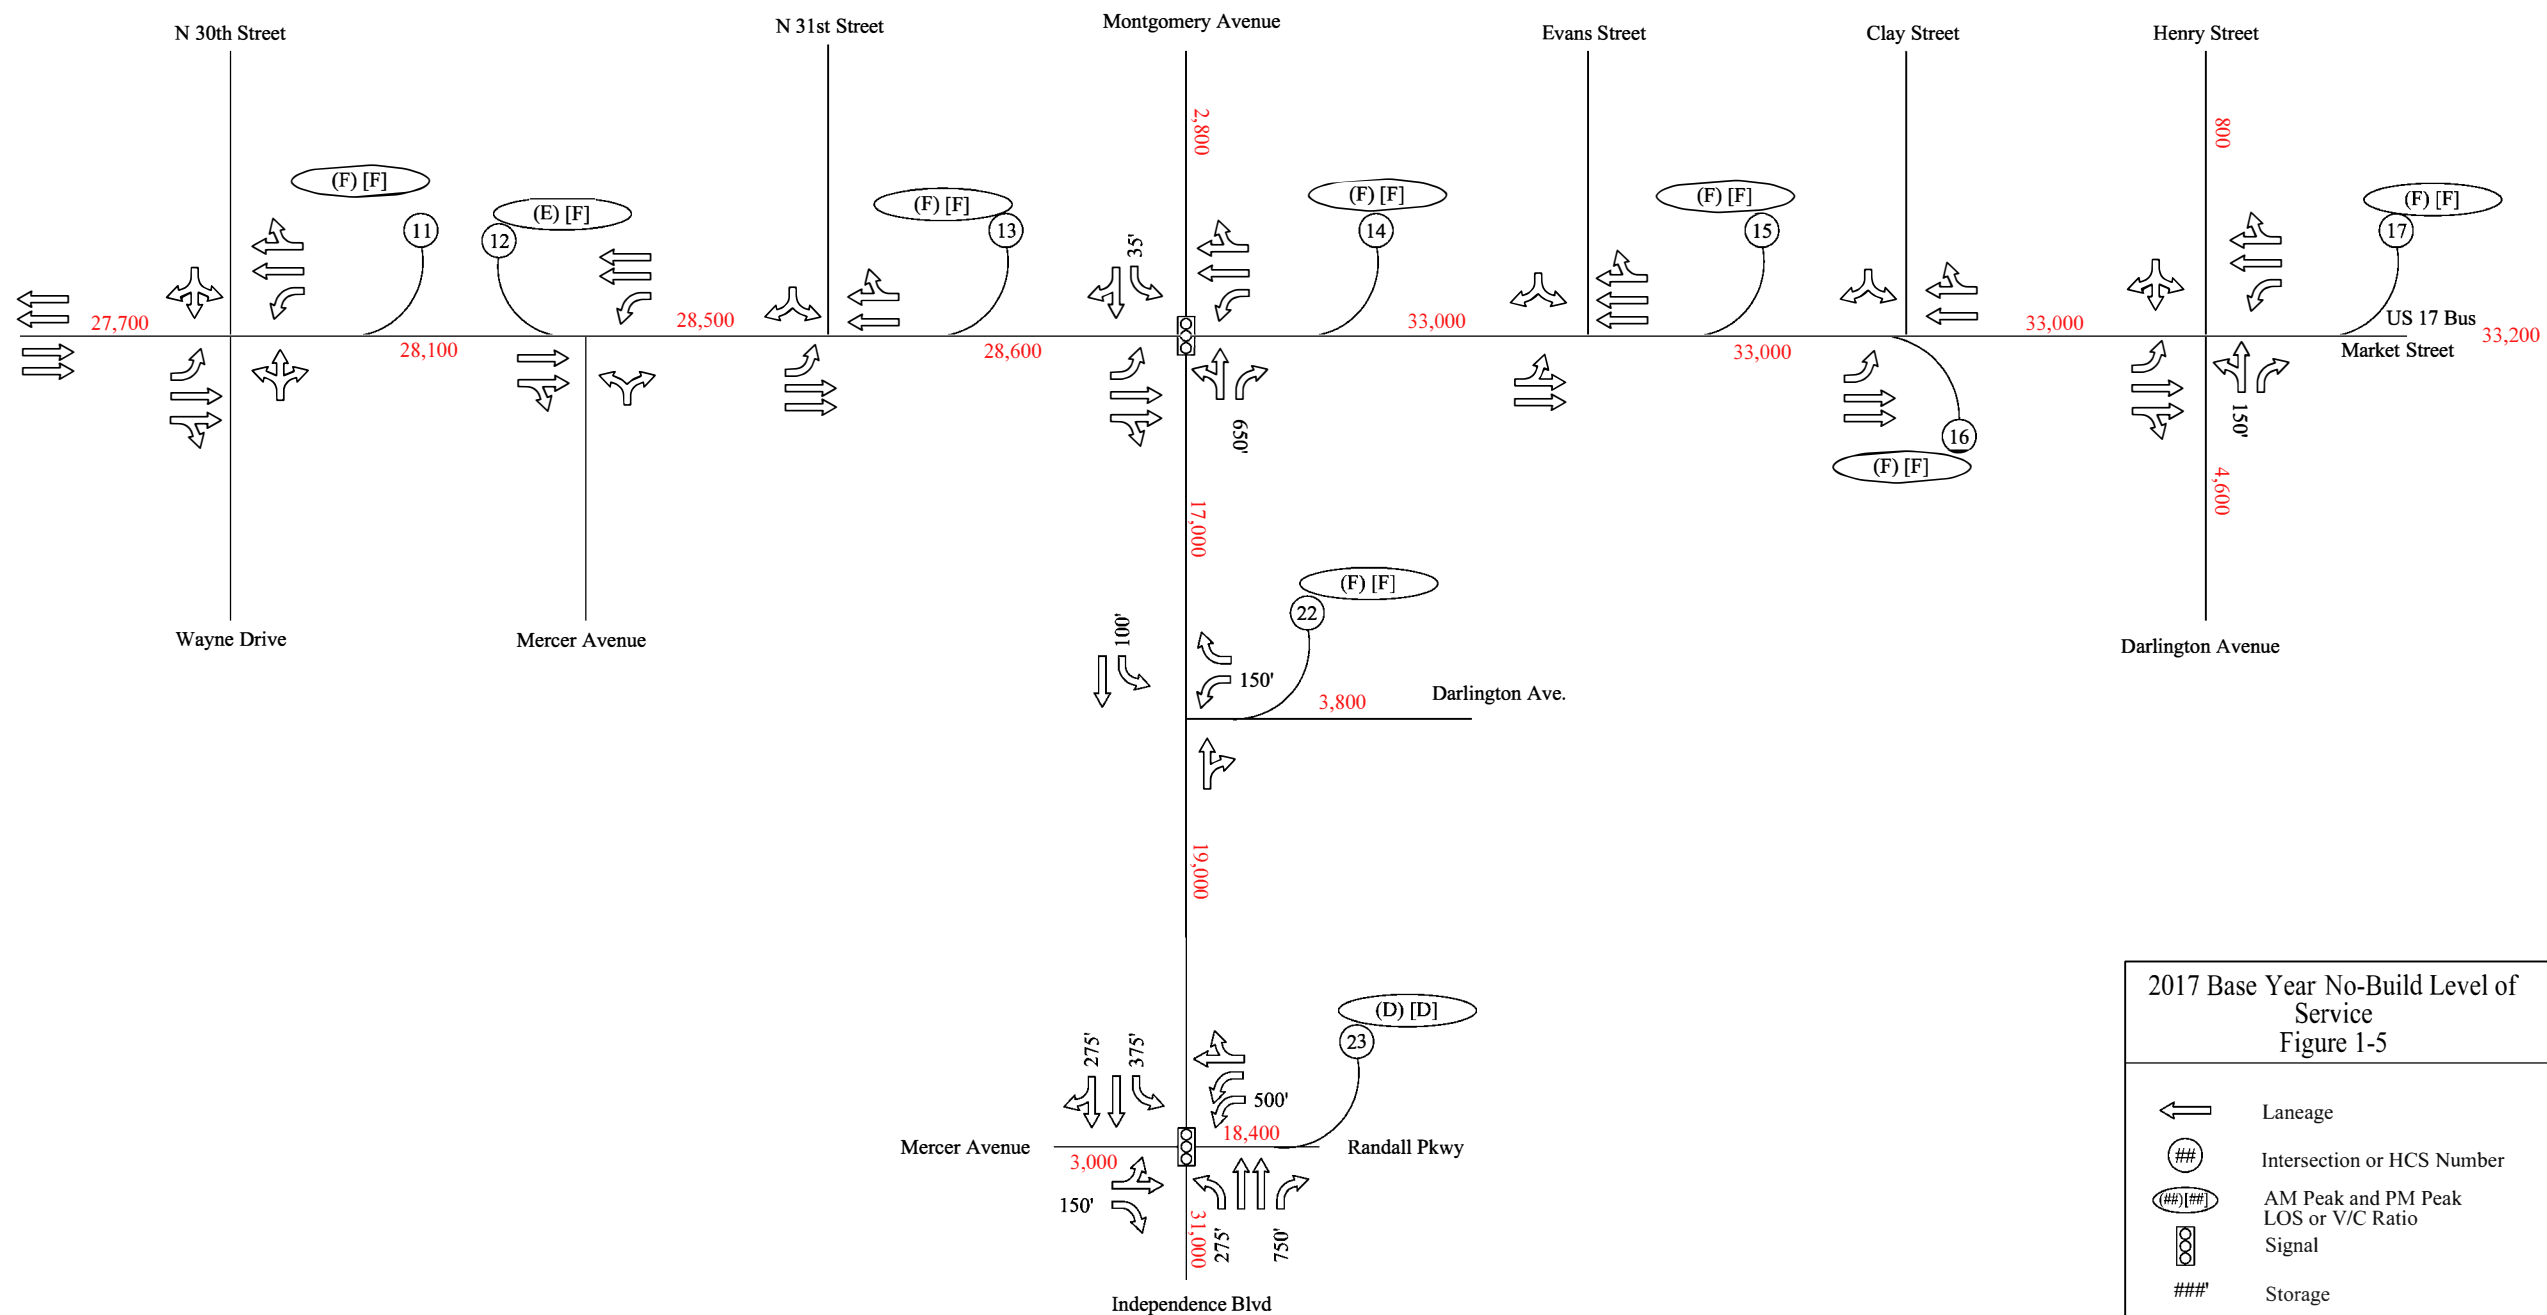 N 30th Street
N 31st Street
Montgomery Avenue
Evans Street
Clay Street
Henry Street
2,800
800
(F) [F]
11
(E) [F]
12
(F) [F]
13
(F) [F]
14
(F) [F]
15
(F) [F]
17
35'
27,700
28,100
28,500
28,600
33,000
33,000
33,000
US 17 Bus
33,200
Market Street
650'
150'
16
(F) [F]
17,000
4,600
Wayne Drive
Mercer Avenue
Darlington Avenue
(F) [F]
22
100'
150'
3,800
Darlington Ave.
19,000
(D) [D]
23
275'
375'
500'
18,400
Mercer Avenue
Randall Pkwy
3,000
150'
31,000
275'
750'
Independence Blvd
2017 Base Year No-Build Level of
Service
Figure 1-5
Laneage
##
Intersection or HCS Number
(##)[##]
AM Peak and PM Peak
LOS or V/C Ratio
Signal
###'
Storage